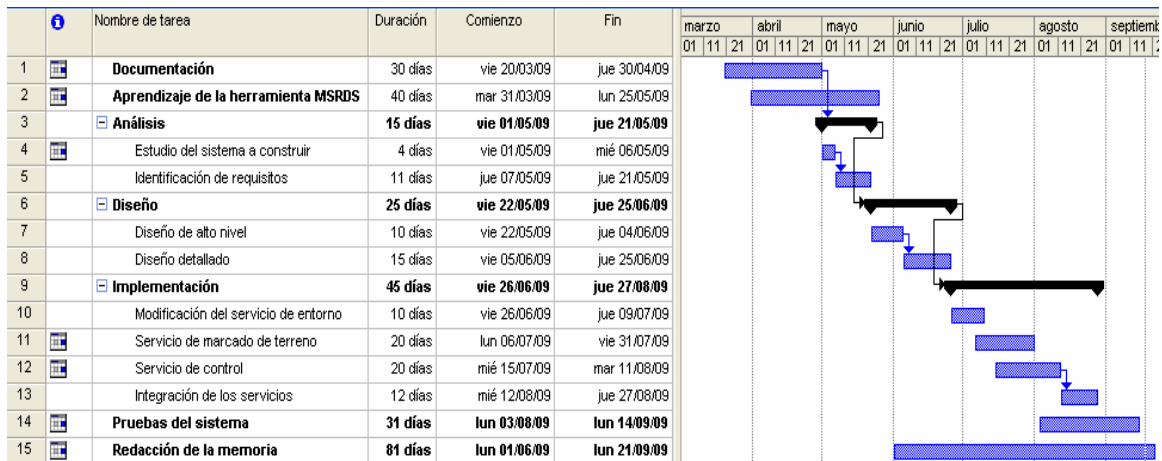 Nombre de tarea Duración Comienzo Fin marzo abril mayo junio julio agosto septiemb
01 11 21 01 11 21 01 11 21 01 11 21 01 11 21 01 11 21 01 11
1 Documentación 30 días vie 20/03/09 jue 30/04/09
2 Aprendizaje de la herramienta MSRDS 40 días mar 31/03/09 lun 25/05/09
3 Análisis 15 días vie 01/05/09 jue 21/05/09
4 Estudio del sistema a construir 4 días vie 01/05/09 mié 06/05/09
5 Identificación de requisitos 11 días jue 07/05/09 jue 21/05/09
6 Diseño 25 días vie 22/05/09 jue 25/06/09
7 Diseño de alto nivel 10 días vie 22/05/09 jue 04/06/09
8 Diseño detallado 15 días vie 05/06/09 jue 25/06/09
9 Implementación 45 días vie 26/06/09 jue 27/08/09
10 Modificación del servicio de entorno 10 días vie 26/06/09 jue 09/07/09
11 Servicio de marcado de terreno 20 días lun 06/07/09 vie 31/07/09
12 Servicio de control 20 días mié 15/07/09 mar 11/08/09
13 Integración de los servicios 12 días mié 12/08/09 jue 27/08/09
14 Pruebas del sistema 31 días lun 03/08/09 lun 14/09/09
15 Redacción de la memoria 81 días lun 01/06/09 lun 21/09/09